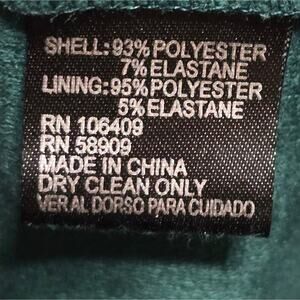 SHELL: 93% POLYESTER
7% ELASTANE
LINING: 95% POLYESTER
5% ELASTANE
RN 106409
RN 58909
MADE IN CHINA
DRY CLEAN ONLY
VER AL DORSO PARA CUIDADO